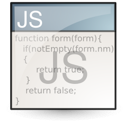 JS
function form(form){
if(notEmpty(form.nm)
{
return true;
}
return false;
}
JS